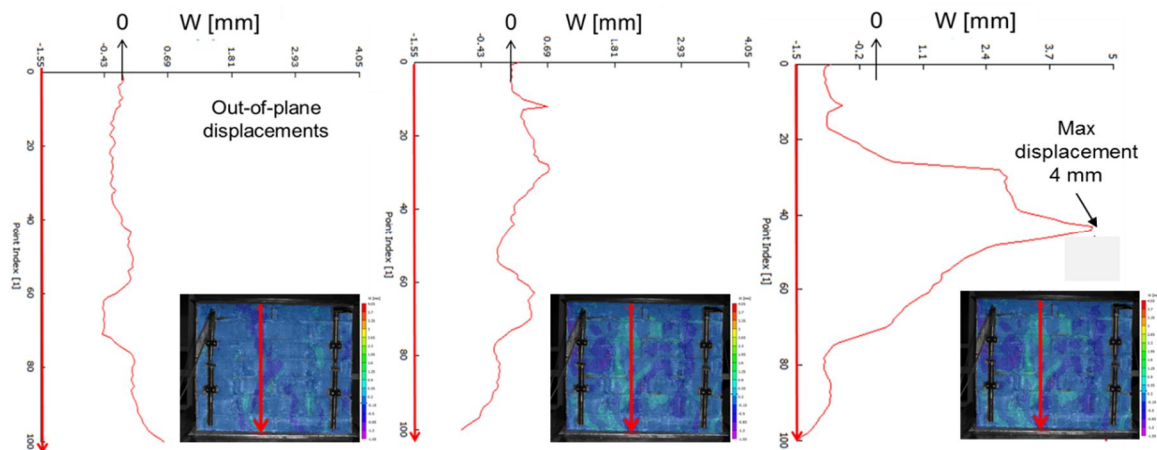 0 W [mm]
-1.55 -0.43 0.69 1.81 2.93 4.05
0
20
40
60
80
100
Point Index [1]
Out-of-plane
displacements
0 W [mm]
-1.55 -0.43 0.69 1.81 2.93 4.05
0
20
40
60
80
100
Point Index [1]
0 W [mm]
-1.5 -0.2 1.1 2.4 3.7 5
0
20
40
60
80
100
Point Index [1]
Max
displacement
4 mm